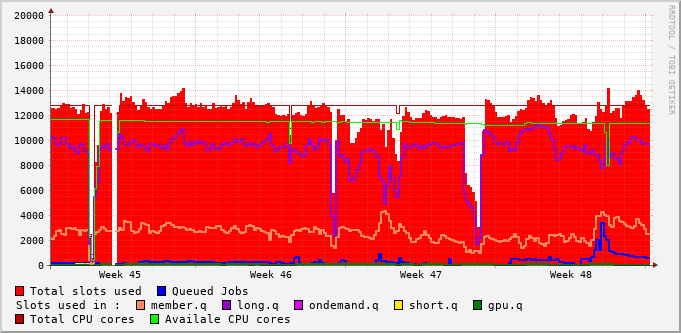 RRDTOOL / TOBI OETIKER
20000
18000
16000
14000
12000
10000
8000
6000
4000
2000
0
Week 45 Week 46 Week 47 Week 48
Total slots used Queued Jobs
Slots used in : member.q long.q ondemand.q short.q gpu.q
Total CPU cores Availale CPU cores